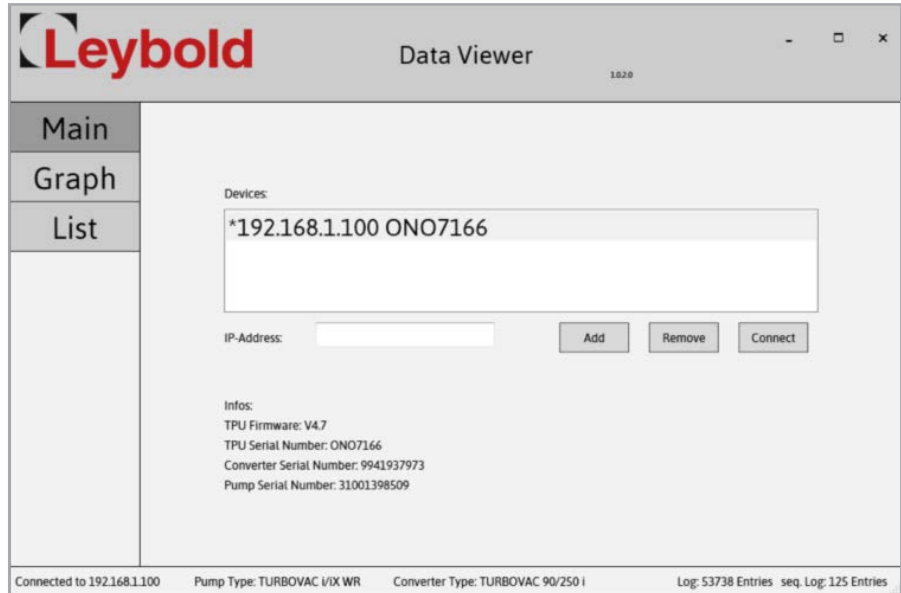 Leybold
Data Viewer
1.0.2.0
Main
Graph
List
Devices:
*192.168.1.100 ONO7166
IP-Address:
Add
Remove
Connect
Infos:
TPU Firmware: V4.7
TPU Serial Number: ONO7166
Converter Serial Number: 9941937973
Pump Serial Number: 31001398509
Connected to 192.168.1.100 Pump Type: TURBOVAC i/iX WR Converter Type: TURBOVAC 90/250 i Log: 53738 Entries seq. Log: 125 Entries